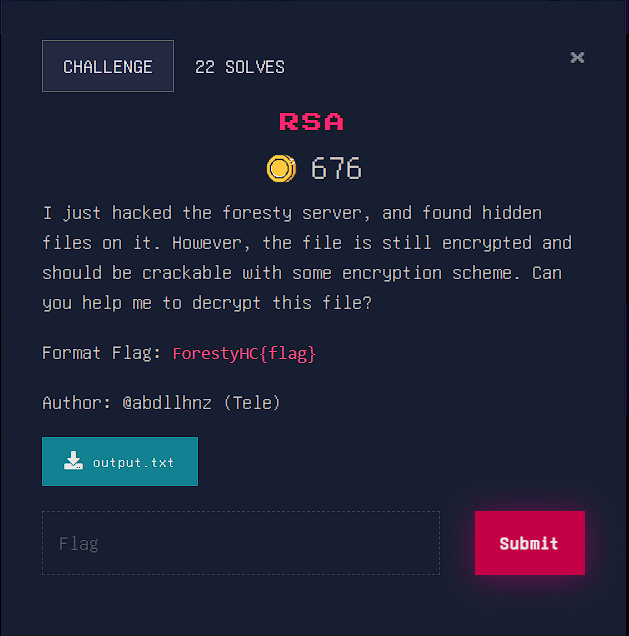 CHALLENGE
22 SOLVES
×
RSA
676
I just hacked the foresty server, and found hidden
files on it. However, the file is still encrypted and
should be crackable with some encryption scheme. Can
you help me to decrypt this file?
Format Flag: ForestyHC{flag}
Author: @abdllhnz (Tele)
output.txt
Flag
Submit